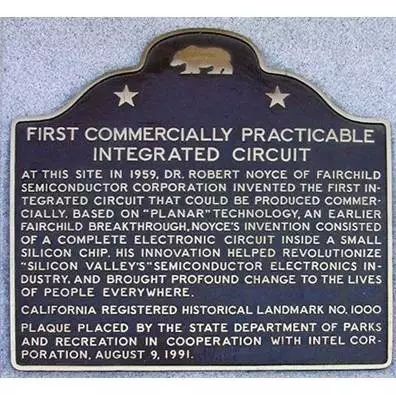 FIRST COMMERCIALLY PRACTICABLE
INTEGRATED CIRCUIT
AT THIS SITE IN 1959, DR. ROBERT NOYCE OF FAIRCHILD
SEMICONDUCTOR CORPORATION INVENTED THE FIRST IN-
TEGRATED CIRCUIT THAT COULD BE PRODUCED COMMER-
CIALLY. BASED ON "PLANAR" TECHNOLOGY, AN EARLIER
FAIRCHILD BREAKTHROUGH, NOYCE'S INVENTION CONSISTED
OF A COMPLETE ELECTRONIC CIRCUIT INSIDE A SMALL
SILICON CHIP. HIS INNOVATION HELPED REVOLUTIONIZE
"SILICON VALLEY'S" SEMICONDUCTOR ELECTRONICS IN-
DUSTRY, AND BROUGHT PROFOUND CHANGE TO THE LIVES
OF PEOPLE EVERYWHERE.
CALIFORNIA REGISTERED HISTORICAL LANDMARK NO. 1000
PLAQUE PLACED BY THE STATE DEPARTMENT OF PARKS
AND RECREATION IN COOPERATION WITH INTEL COR-
PORATION, AUGUST 9, 1991.